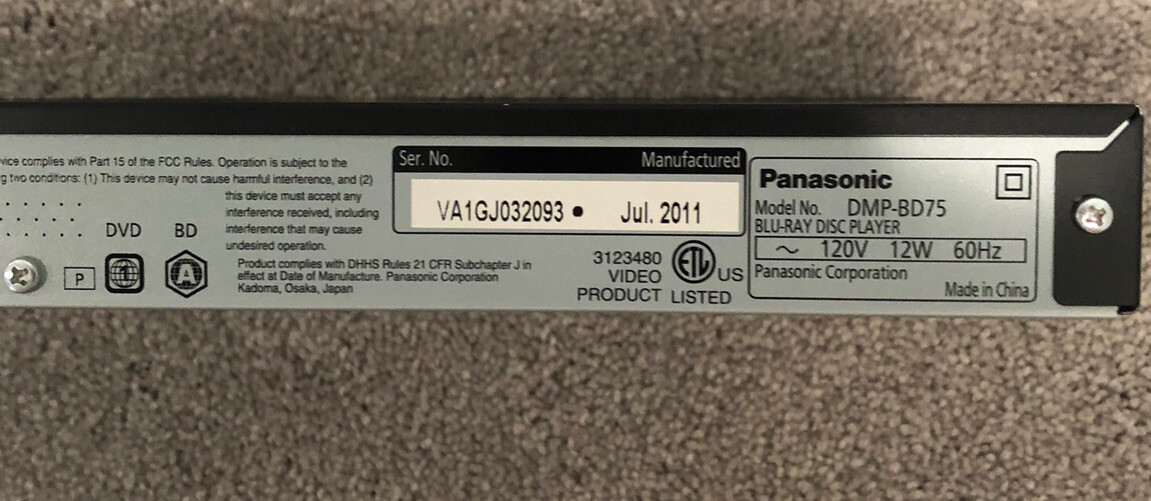 vice complies with Part 15 of the FCC Rules. Operation is subject to the
g two conditions: (1) This device may not cause harmful interference, and (2)
this device must accept any
interference received, including
interference that may cause
undesired operation.
DVD BD
P 1 A
Product complies with DHHS Rules 21 CFR Subchapter J in
effect at Date of Manufacture. Panasonic Corporation
Kadoma, Osaka, Japan
Ser. No. Manufactured
VA1GJ032093 • Jul. 2011
3123480
VIDEO ETL US
PRODUCT LISTED
Panasonic
Model No. DMP-BD75
BLU-RAY DISC PLAYER
～ 120V 12W 60Hz
Panasonic Corporation
Made in China